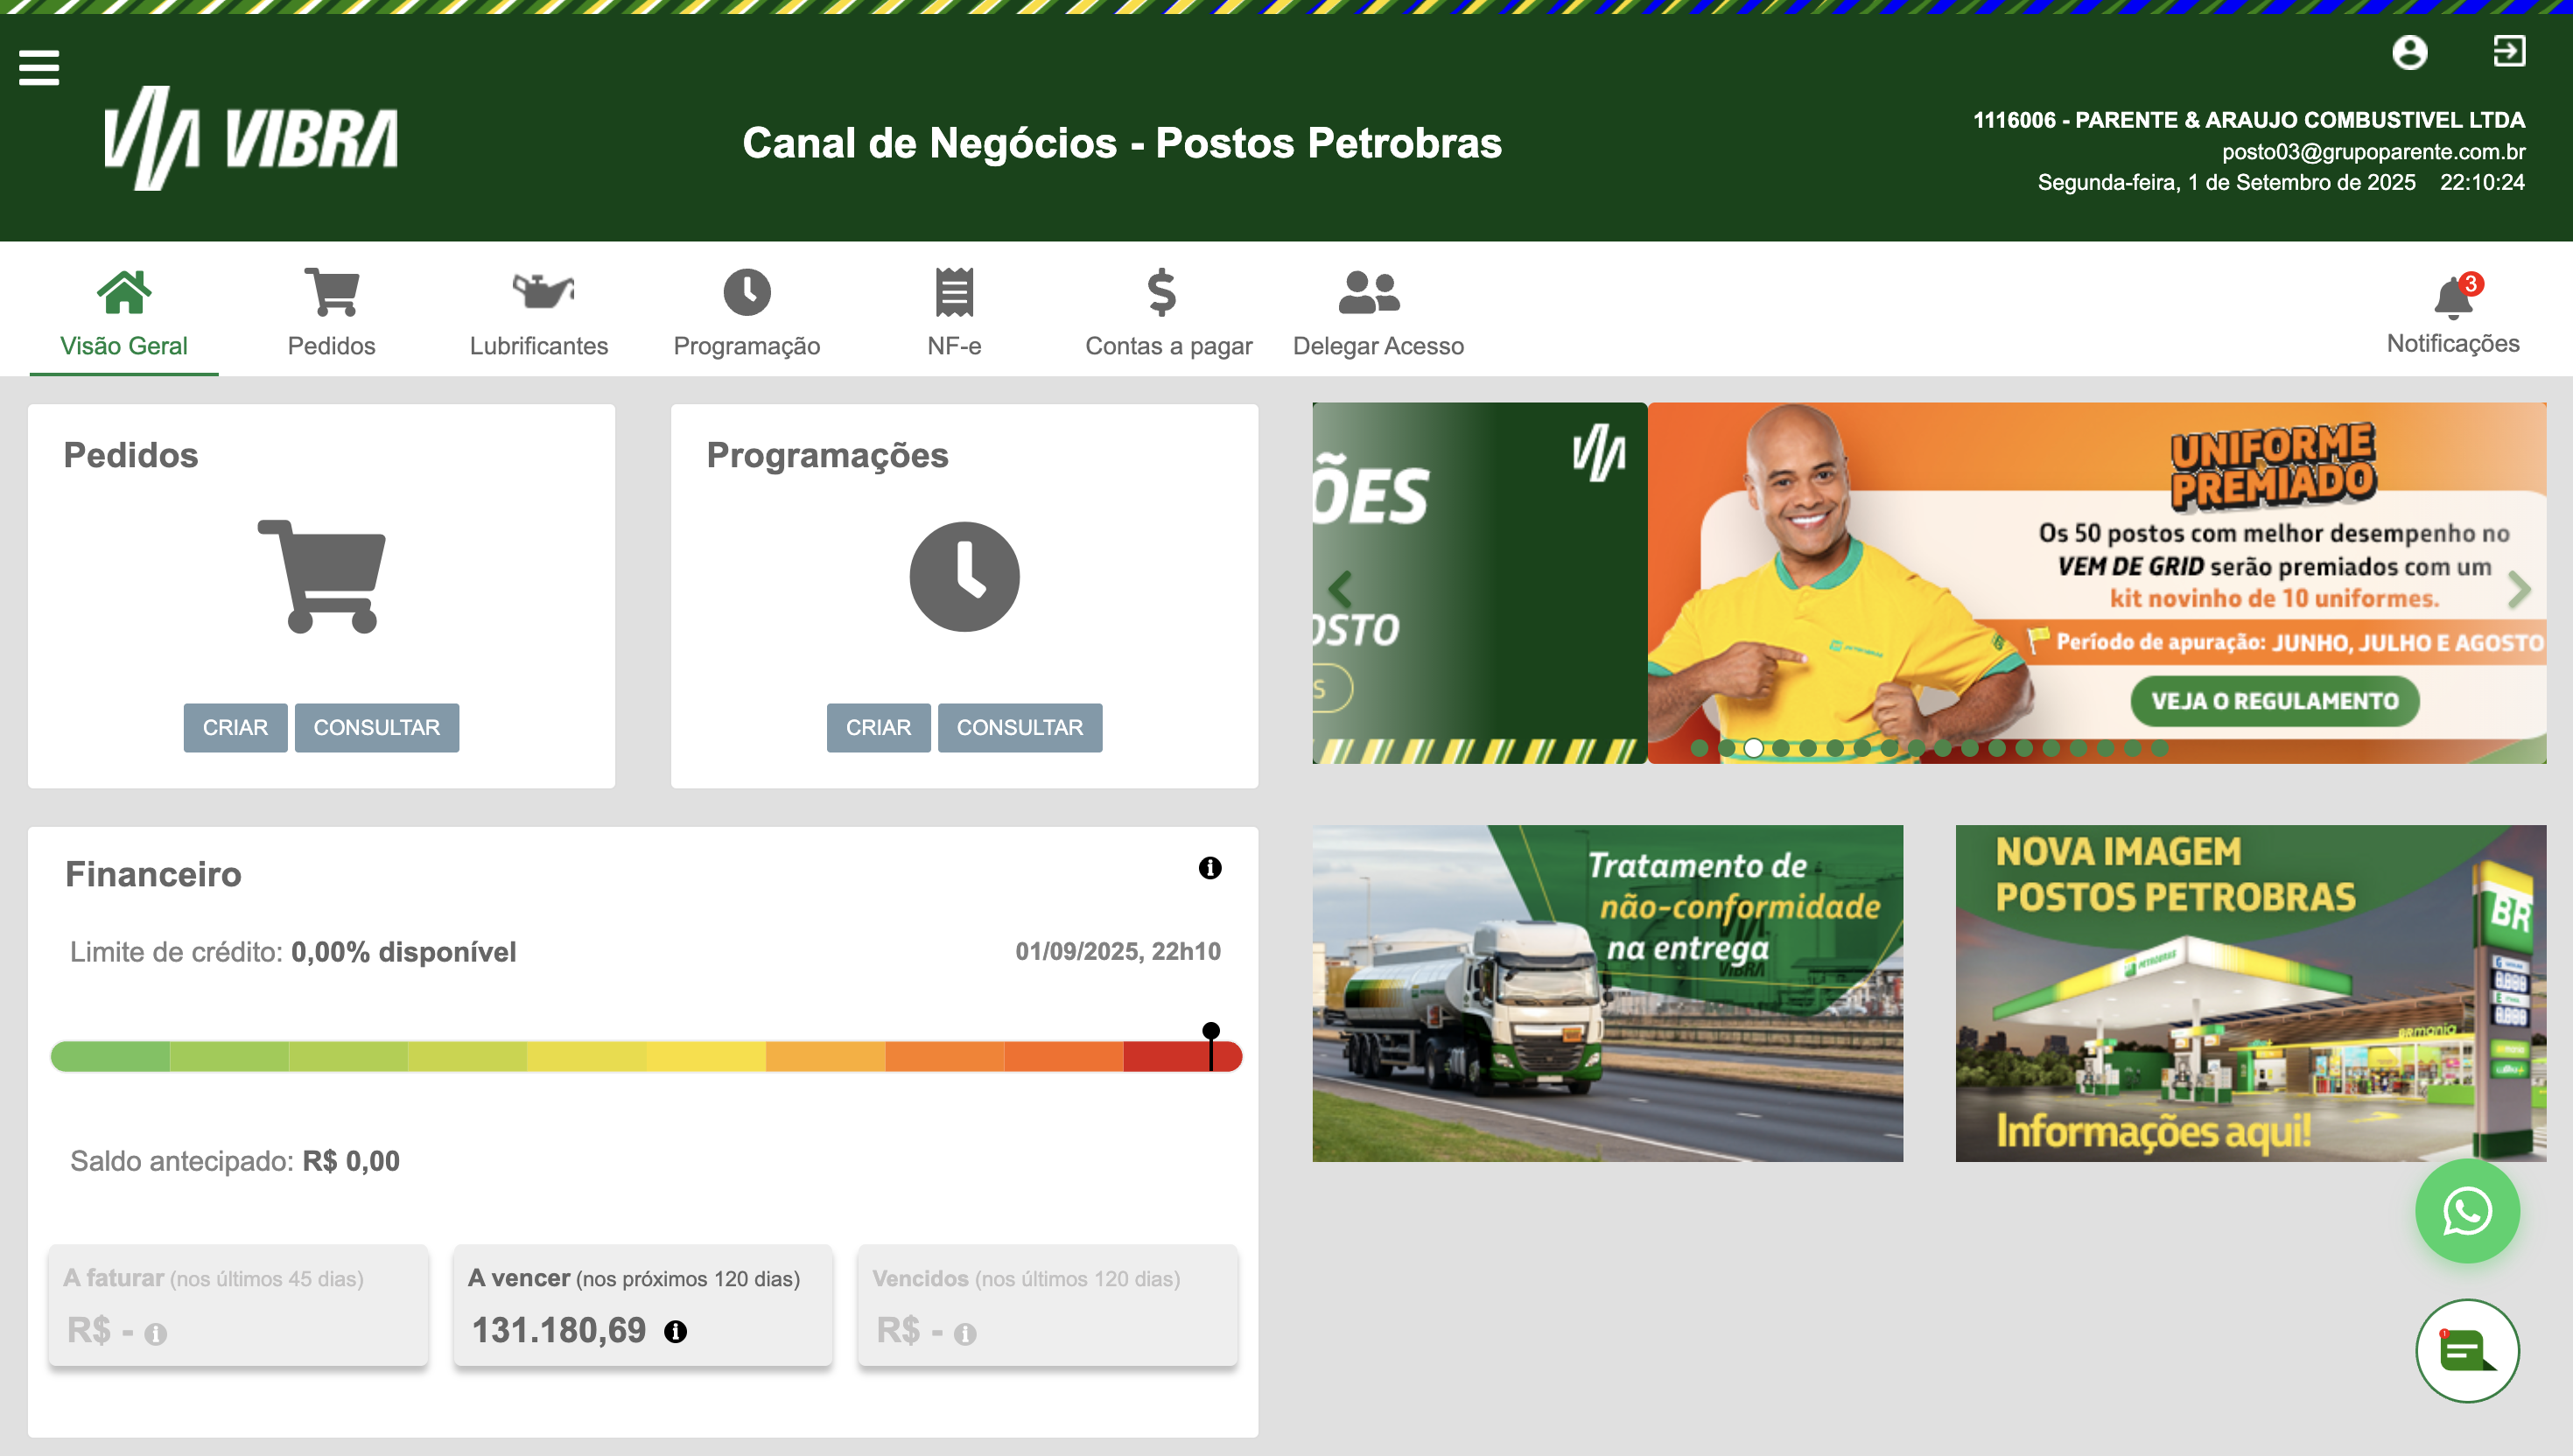 VIBRA
Canal de Negócios - Postos Petrobras
1116006 - PARENTE & ARAUJO COMBUSTIVEL LTDA
posto03@grupoparente.com.br
Segunda-feira, 1 de Setembro de 2025 22:10:24
Visão Geral
Pedidos
Lubrificantes
Programação
NF-e
Contas a pagar
Delegar Acesso
3
Notificações
Pedidos
CRIAR CONSULTAR
Programações
CRIAR CONSULTAR
ÕES
OSTO
S
UNIFORME
PREMIADO
Os 50 postos com melhor desempenho no
VEM DE GRID serão premiados com um
kit novinho de 10 uniformes.
Período de apuração: JUNHO, JULHO E AGOSTO
VEJA O REGULAMENTO
Financeiro
Limite de crédito: 0,00% disponível
01/09/2025, 22h10
Saldo antecipado: R$ 0,00
A faturar (nos últimos 45 dias)
R$ -
A vencer (nos próximos 120 dias)
131.180,69
Vencidos (nos últimos 120 dias)
R$ -
Tratamento de
não-conformidade
na entrega
VIBRA
NOVA IMAGEM
POSTOS PETROBRAS
BR
PETROBRAS
BRmania
Informações aqui!